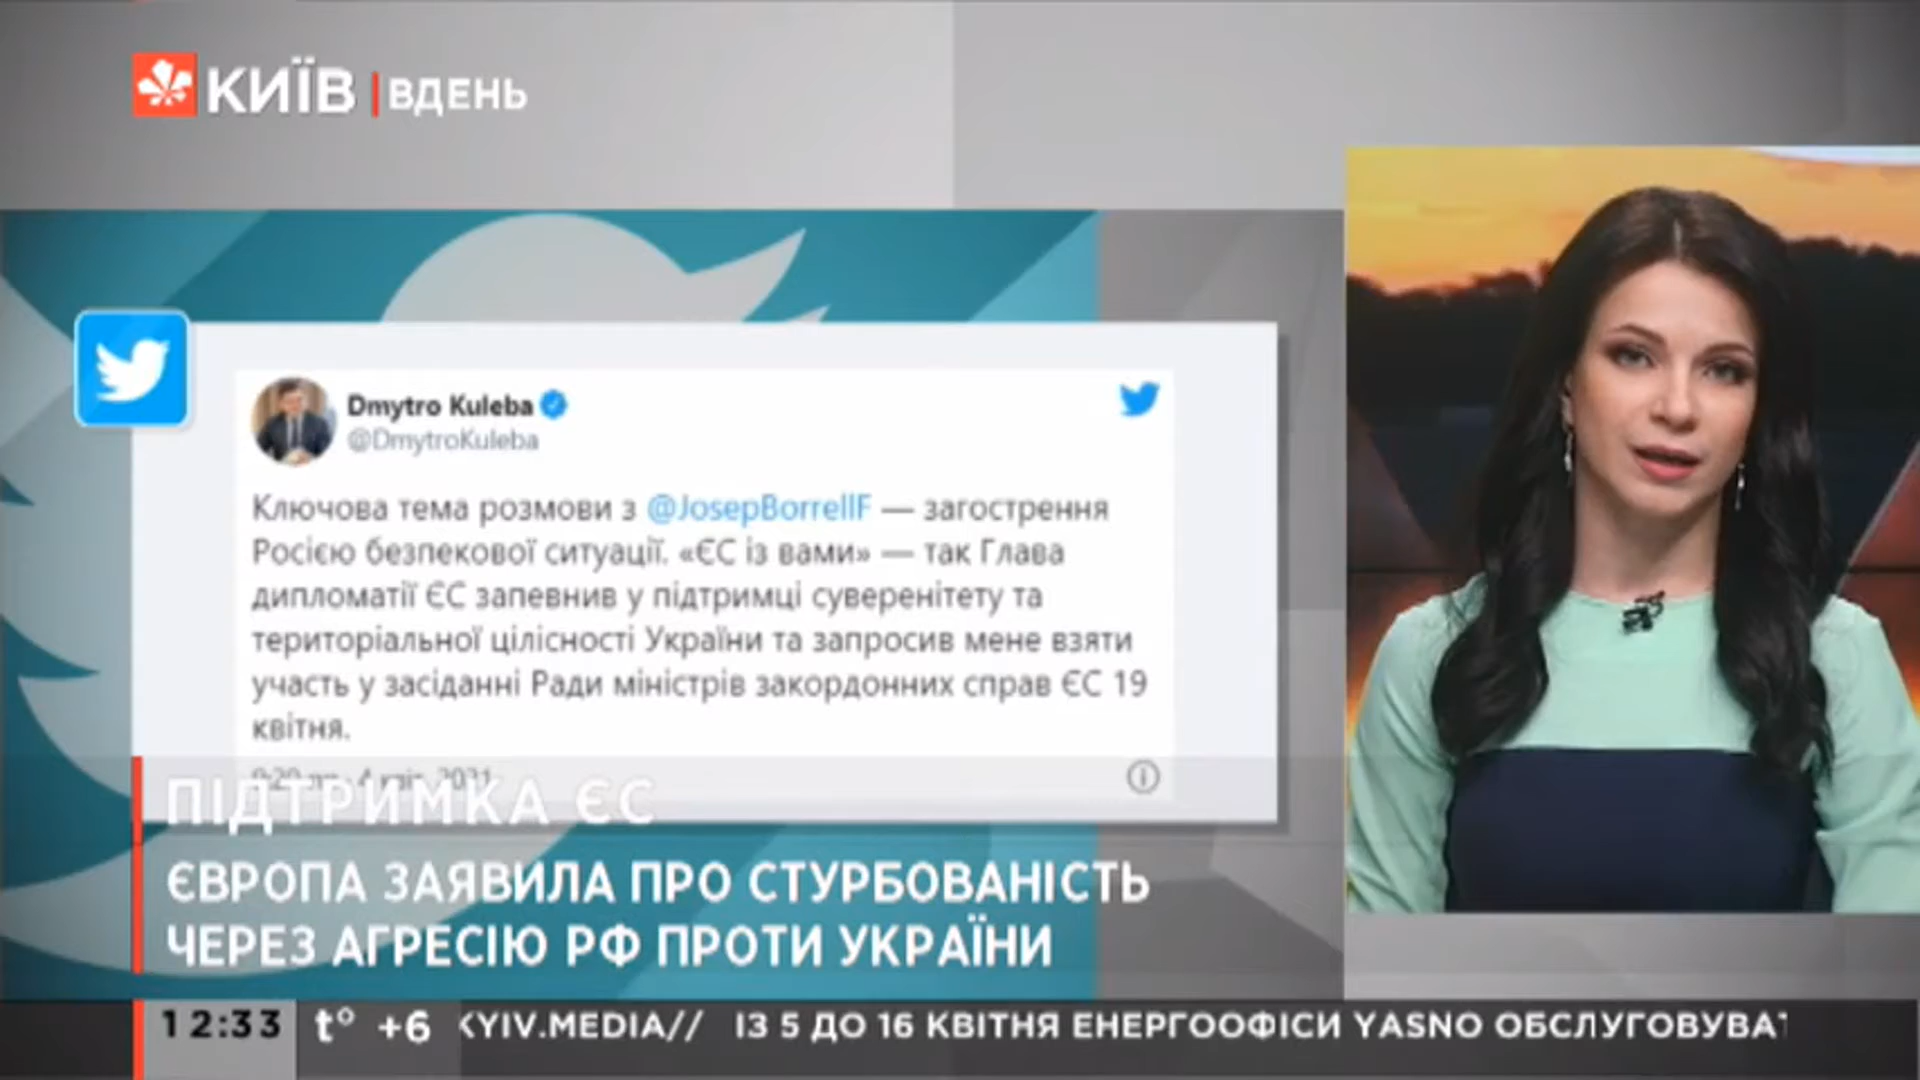 КИЇВ | ВДЕНЬ
Dmytro Kuleba
@DmytroKuleba
Ключова тема розмови з @JosepBorrellF — загострення
Росією безпекової ситуації. «ЄС із вами» — так Глава
дипломатії ЄС запевнив у підтримці суверенітету та
територіальної цілісності України та запросив мене взяти
участь у засіданні Ради міністрів закордонних справ ЄС 19
квітня.
ПІДТРИМКА ЄС
ЄВРОПА ЗАЯВИЛА ПРО СТУРБОВАНІСТЬ
ЧЕРЕЗ АГРЕСІЮ РФ ПРОТИ УКРАЇНИ
12:33 t° +6 KYIV.MEDIA// ІЗ 5 ДО 16 КВІТНЯ ЕНЕРГООФІСИ YASNO ОБСЛУГОВУВАТ